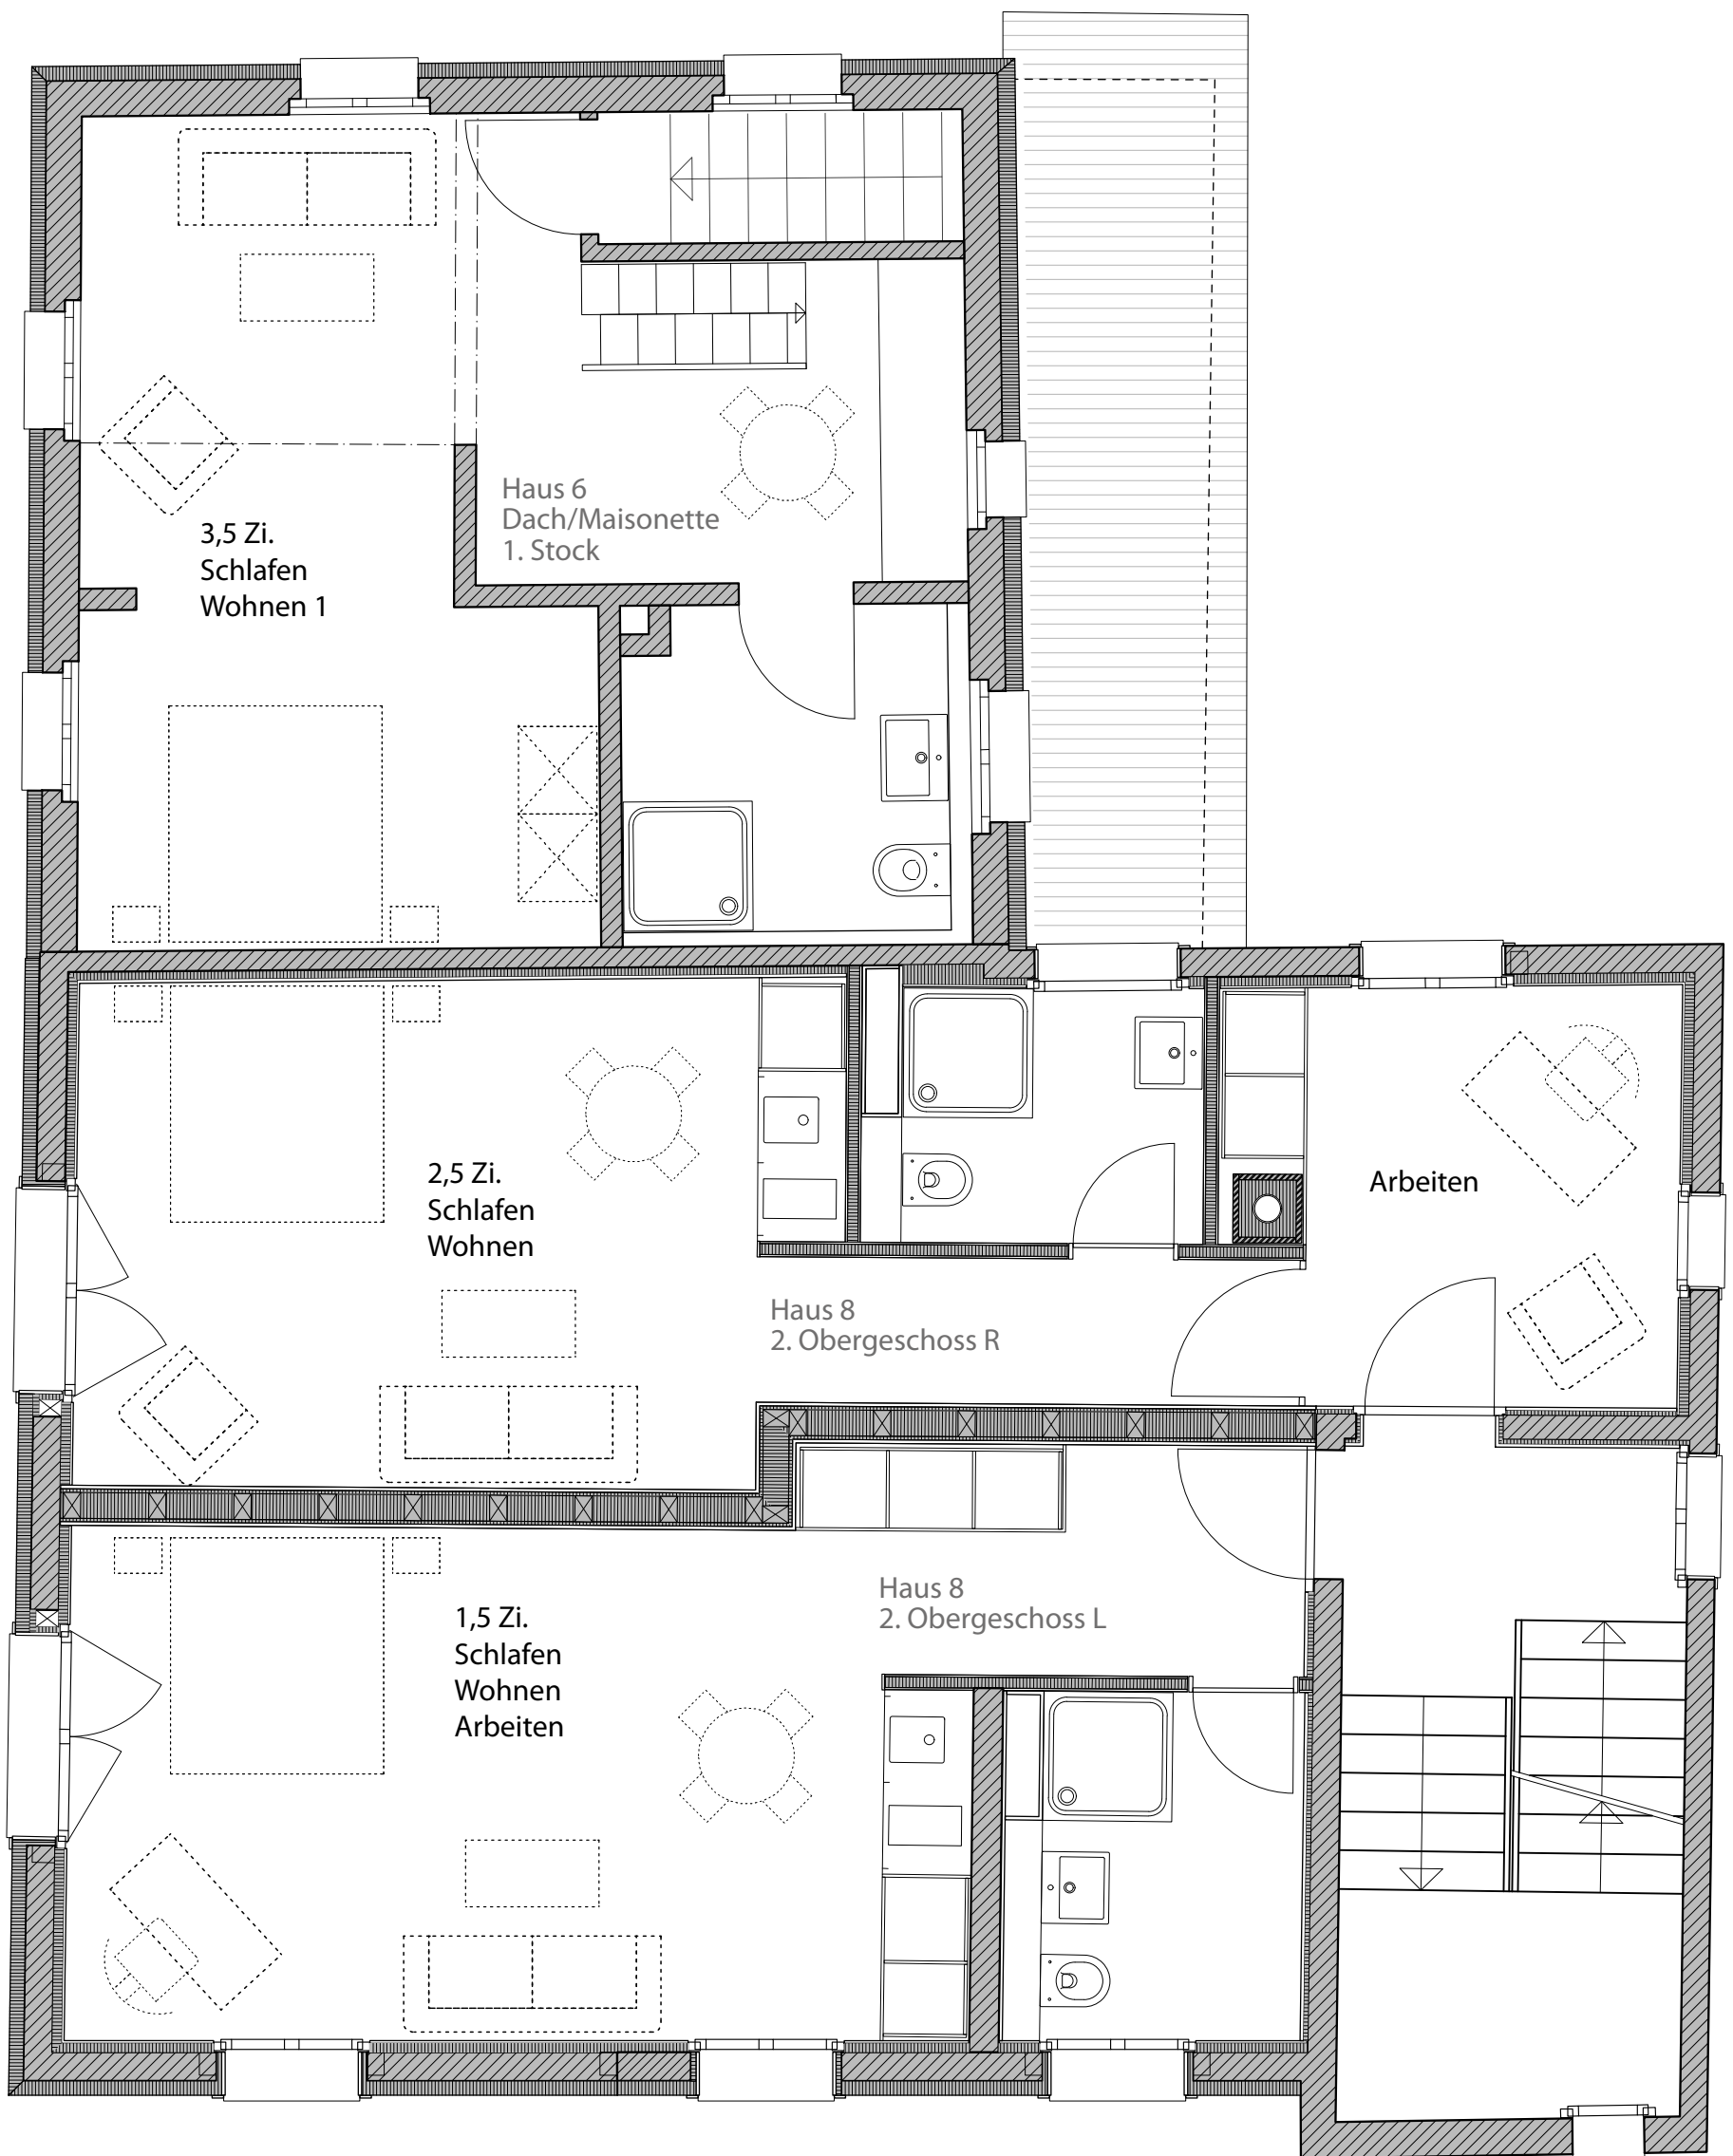 Haus 6
Dach/Maisonette
1. Stock
3,5 Zi.
Schlafen
Wohnen 1
2,5 Zi.
Schlafen
Wohnen
Arbeiten
Haus 8
2. Obergeschoss R
Haus 8
2. Obergeschoss L
1,5 Zi.
Schlafen
Wohnen
Arbeiten